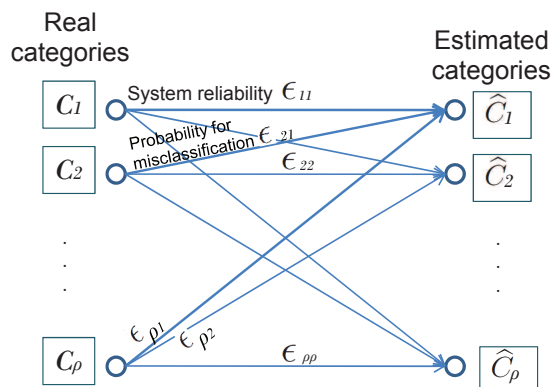 Real
categories
Estimated
categories
C1
System reliability ϵ11
Ĉ1
Probability for
misclassification
ϵ21
C2
ϵ22
Ĉ2
Cρ
ϵρ1
ϵρ2
ϵρρ
Ĉρ